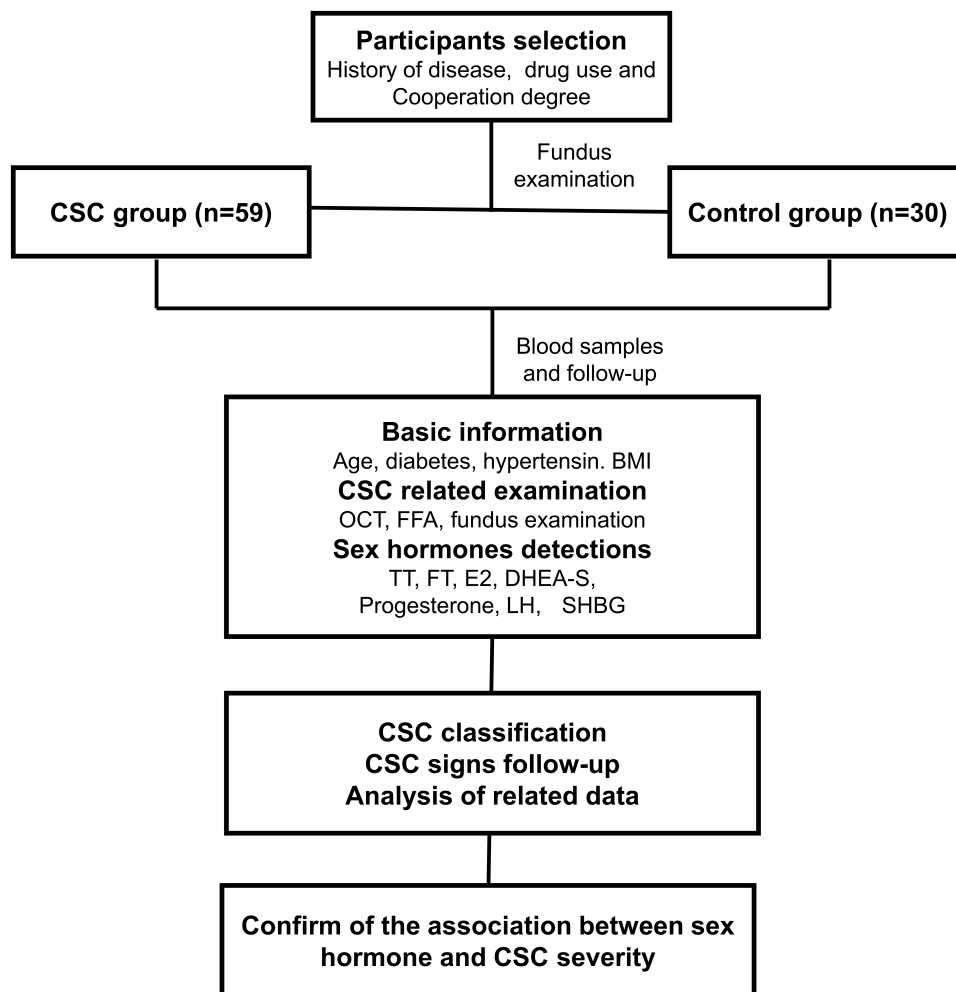 Participants selection
History of disease, drug use and
Cooperation degree
Fundus
examination
CSC group (n=59)
Control group (n=30)
Blood samples
and follow-up
Basic information
Age, diabetes, hypertensin. BMI
CSC related examination
OCT, FFA, fundus examination
Sex hormones detections
TT, FT, E2, DHEA-S,
Progesterone, LH, SHBG
CSC classification
CSC signs follow-up
Analysis of related data
Confirm of the association between sex
hormone and CSC severity